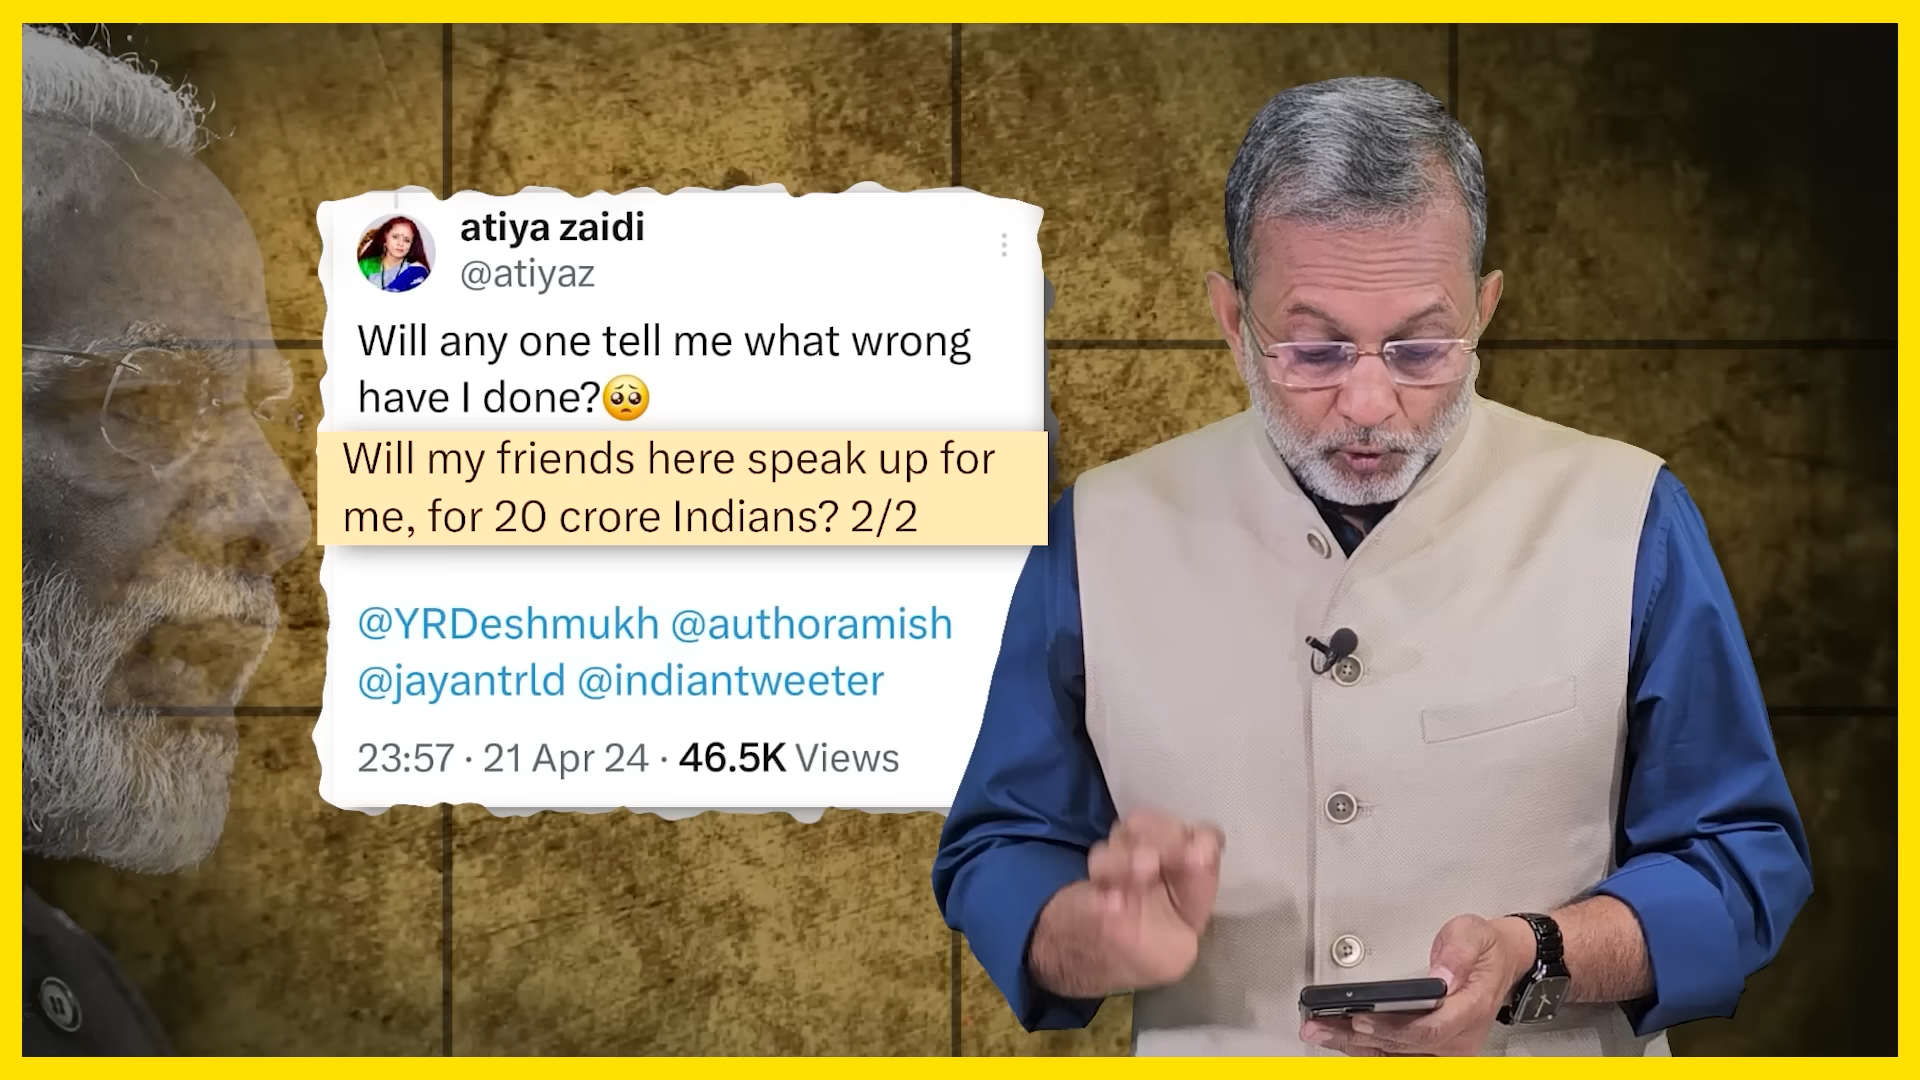 atiya zaidi
@atiyaz
Will any one tell me what wrong
have I done?🥺
Will my friends here speak up for
me, for 20 crore Indians? 2/2
@YRDeshmukh @authoramish
@jayantrld @indiantweeter
23:57 · 21 Apr 24 · 46.5K Views